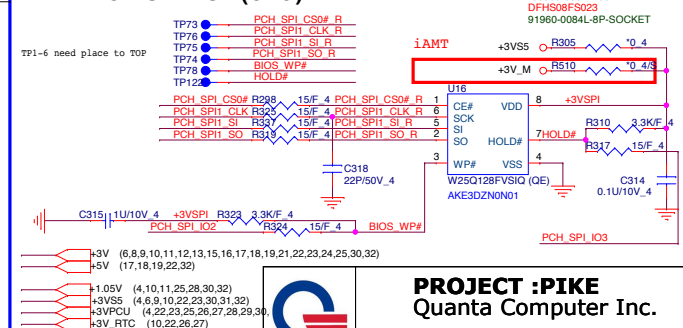 DFHS08FS023
91960-0084L-8P-SOCKET
TP73 PCH_SPI_CS0#_R
TP76 PCH_SPI1_CLK_R
TP75 PCH_SPI1_SI_R
TP74 PCH_SPI1_SO_R
TP78 BIOS_WP#
TP122 HOLD#
TP1-6 need place to TOP
iAMT
+3VS5 R305 *0_4
+3V_M R510 *0_4/S
U16
PCH_SPI_CS0# R298 15/F_4 PCH_SPI_CS0#_R 1 CE# VDD 8 +3VSPI
PCH_SPI1_CLK R325 15/F_4 PCH_SPI1_CLK_R 6 SCK
PCH_SPI1_SI R337 15/F_4 PCH_SPI1_SI_R 5 SI
R310 3.3K/F_4
PCH_SPI1_SO R319 15/F_4 PCH_SPI1_SO_R 2 SO HOLD# 7 HOLD#
R317 15/F_4
3 WP# VSS 4
C318
22P/50V_4
W25Q128FVSIQ (QE)
AKE3DZN0N01
C314
0.1U/10V_4
C315 1U/10V_4 +3VSPI R323 3.3K/F_4
PCH_SPI_IO2 R324 15/F_4 BIOS_WP#
PCH_SPI_IO3
+3V (6,8,9,10,11,12,13,15,16,17,18,19,21,22,23,24,25,30,32)
+5V (17,18,19,22,32)
+1.05V (4,10,11,25,28,30,32)
+3VS5 (4,6,9,10,22,23,30,31,32)
+3VPCU (4,22,23,25,26,27,28,29,30,
+3V_RTC (10,22,26,27)
PROJECT :PIKE
Quanta Computer Inc.